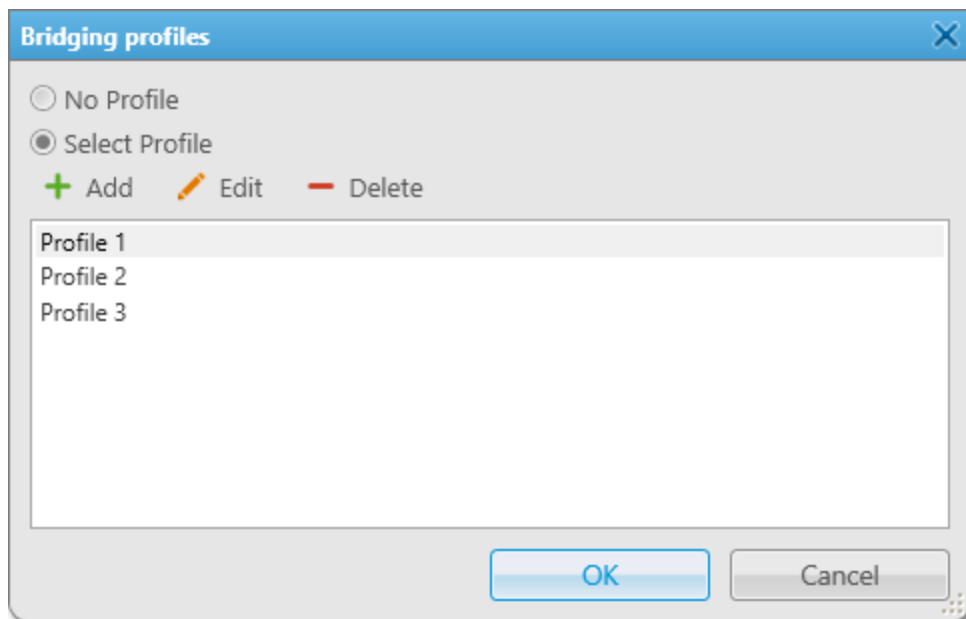 Bridging profiles
No Profile
Select Profile
Add Edit Delete
Profile 1
Profile 2
Profile 3
OK Cancel